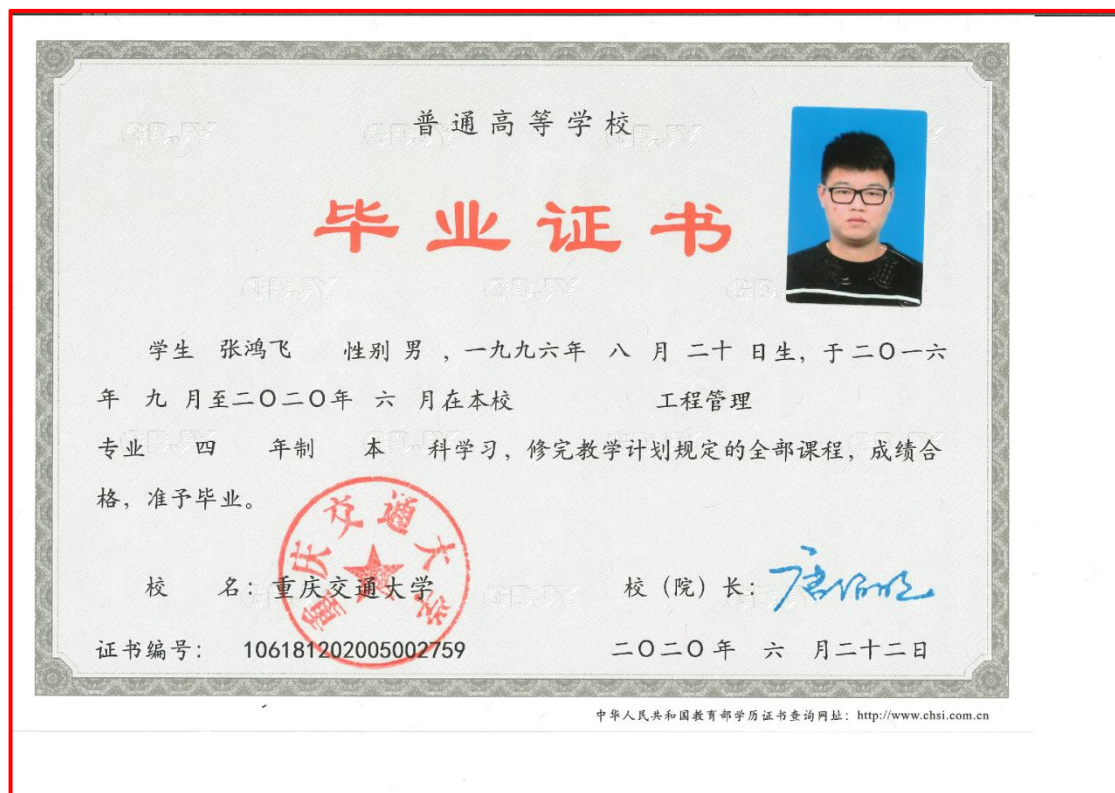 普通高等学校
毕业证书
学生 张鸿飞 性别 男 ，一九九六年 八 月 二十 日生，于二〇一六
年 九 月至二〇二〇年 六 月在本校 工程管理
专业 四 年制 本 科学习，修完教学计划规定的全部课程，成绩合
格，准予毕业。
重庆交通大学
校 名：重庆交通大学 校（院）长：
证书编号： 106181202005002759 二〇二〇年 六 月二十二日
中华人民共和国教育部学历证书查询网址：http://www.chsi.com.cn